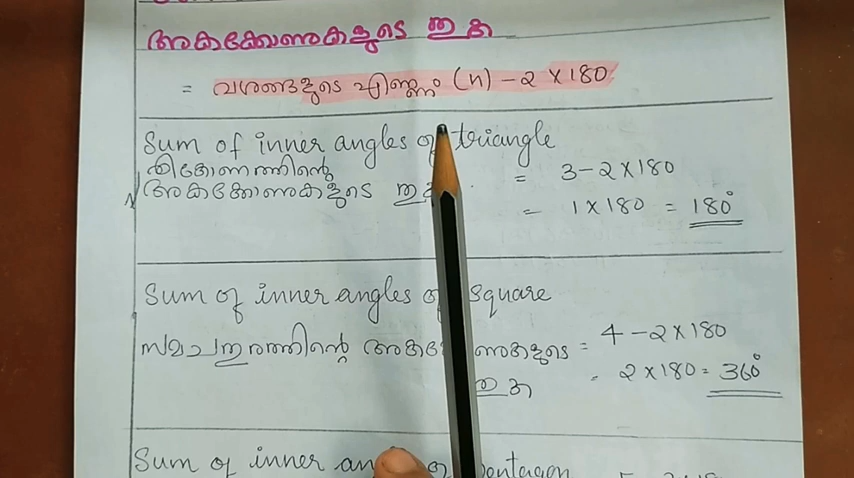 അകക്കോണുകളുടെ തുക
= വശങ്ങളുടെ എണ്ണം (n) - 2 × 180
Sum of inner angles of triangle
ത്രികോണത്തിന്റെ
അകക്കോണുകളുടെ = 3 - 2 × 180
= 1 × 180 = 180°
Sum of inner angles of square
സമചതുരത്തിന്റെ = 4 - 2 × 180
തുക = 2 × 180 = 360°
Sum of inner